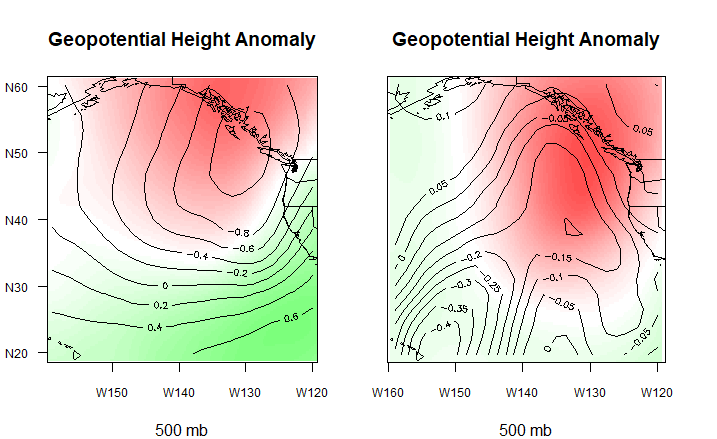 Geopotential Height Anomaly
N60
N50
N40
N30
N20
W150
W140
W130
W120
500 mb
-0.8
-0.6
-0.4
-0.2
0
0.2
0.4
0.6
Geopotential Height Anomaly
W160
W150
W140
W130
W120
500 mb
0.1
-0.05
0.05
0.05
0
-0.2
-0.25
-0.3
-0.35
-0.4
-0.15
-0.1
-0.05
0
-0.05